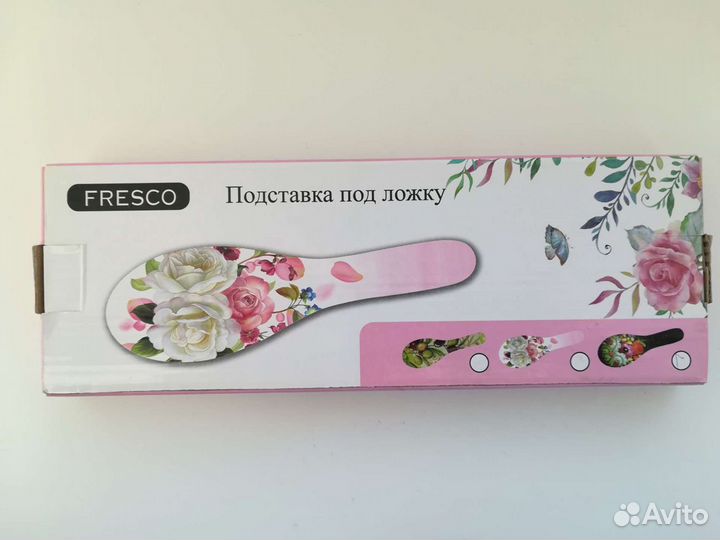 FRESCO
Подставка под ложку
Avito